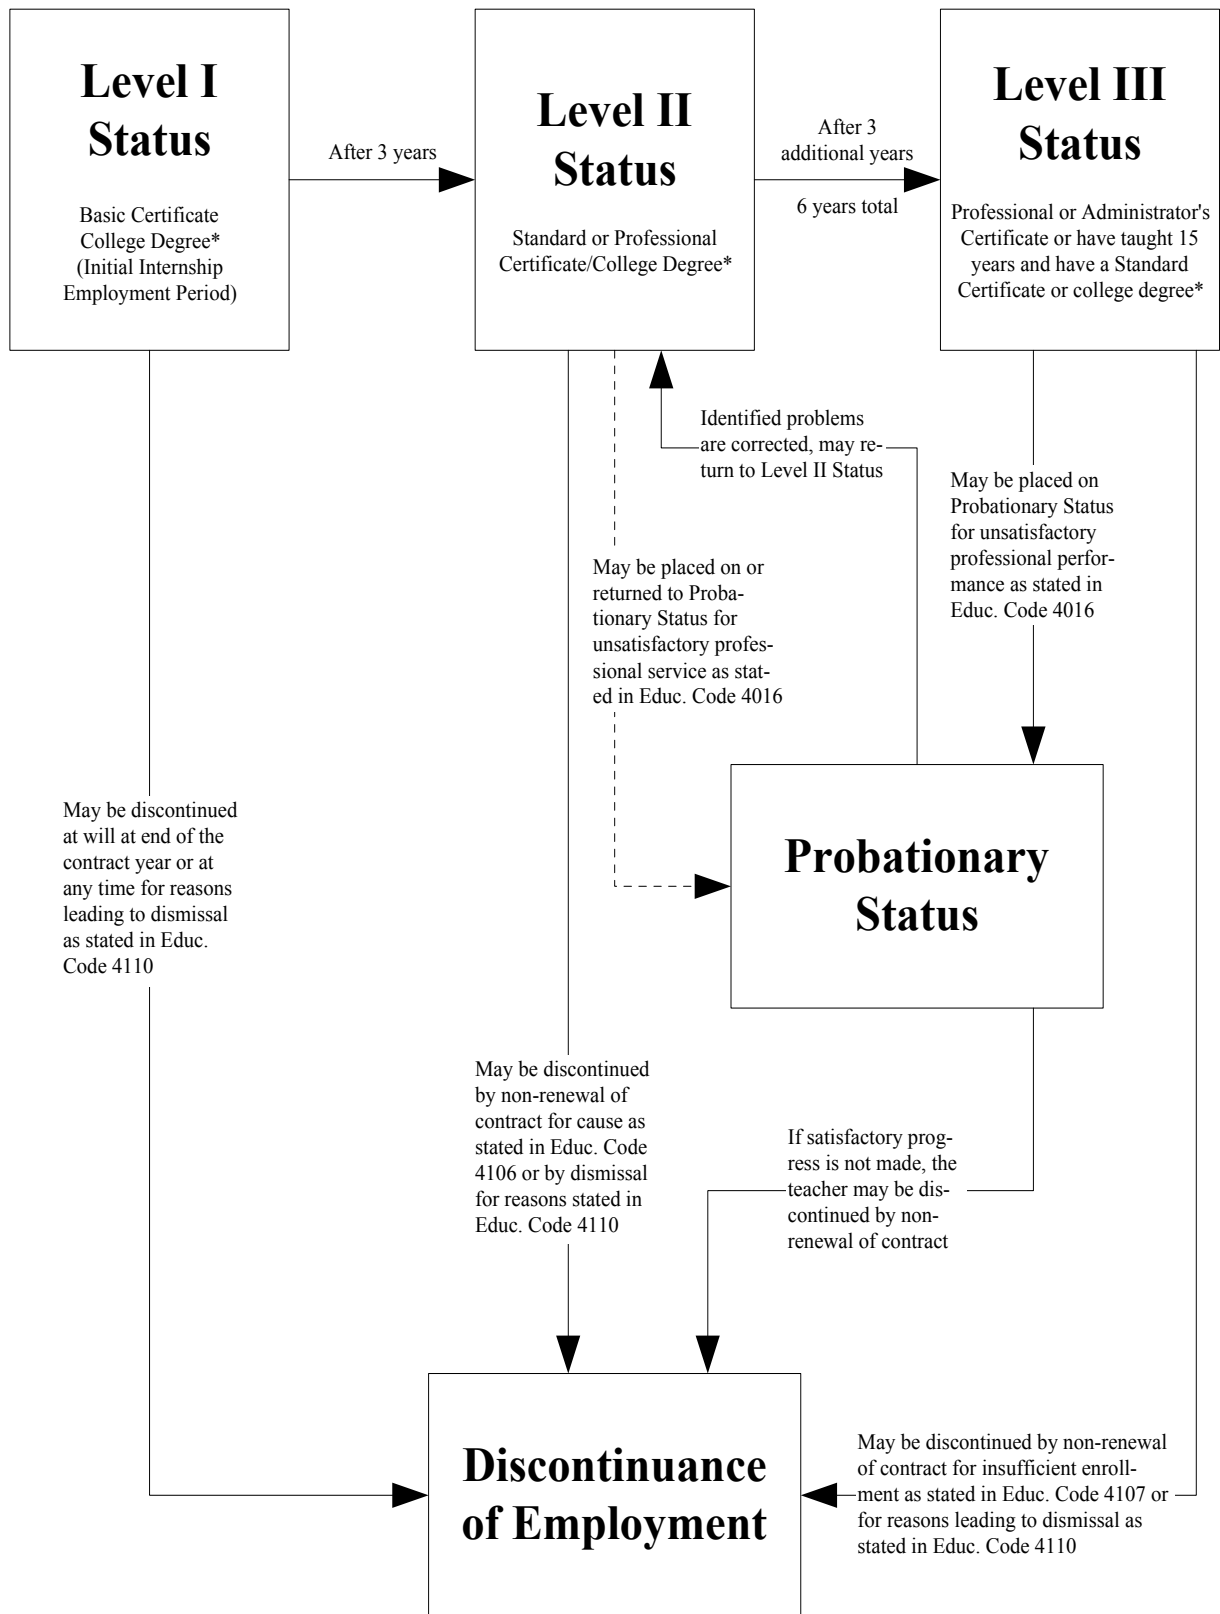 Level I
Status
Basic Certificate
College Degree*
(Initial Internship
Employment Period)
After 3 years
Level II
Status
Standard or Professional
Certificate/College Degree*
After 3
additional years
6 years total
Level III
Status
Professional or Administrator's
Certificate or have taught 15
years and have a Standard
Certificate or college degree*
Identified problems
are corrected, may re-
turn to Level II Status
May be placed on
Probationary Status
for unsatisfactory
professional perfor-
mance as stated in
Educ. Code 4016
May be placed on or
returned to Proba-
tionary Status for
unsatisfactory profes-
sional service as stat-
ed in Educ. Code 4016
May be discontinued
at will at end of the
contract year or at
any time for reasons
leading to dismissal
as stated in Educ.
Code 4110
Probationary
Status
May be discontinued
by non-renewal of
contract for cause as
stated in Educ. Code
4106 or by dismissal
for reasons stated in
Educ. Code 4110
If satisfactory prog-
ress is not made, the
teacher may be dis-
continued by non-
renewal of contract
Discontinuance
of Employment
May be discontinued by non-renewal
of contract for insufficient enroll-
ment as stated in Educ. Code 4107 or
for reasons leading to dismissal as
stated in Educ. Code 4110